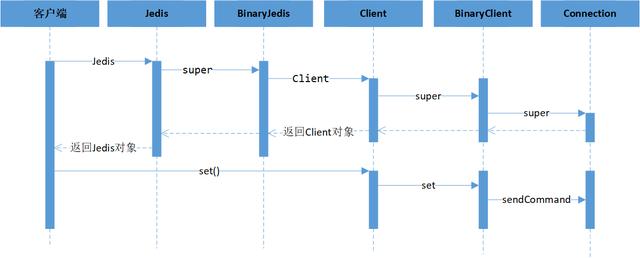 客户端
Jedis
BinaryJedis
Client
BinaryClient
Connection
Jedis
super
Client
super
super
返回Client对象
返回Jedis对象
set()
set
sendCommand